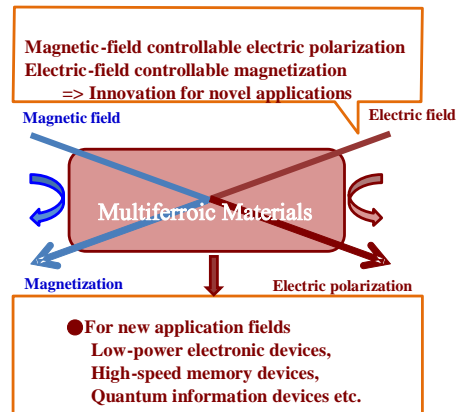 Magnetic-field controllable electric polarization
Electric-field controllable magnetization
=> Innovation for novel applications
Magnetic field
Electric field
Multiferroic Materials
Magnetization
Electric polarization
●For new application fields
Low-power electronic devices,
High-speed memory devices,
Quantum information devices etc.